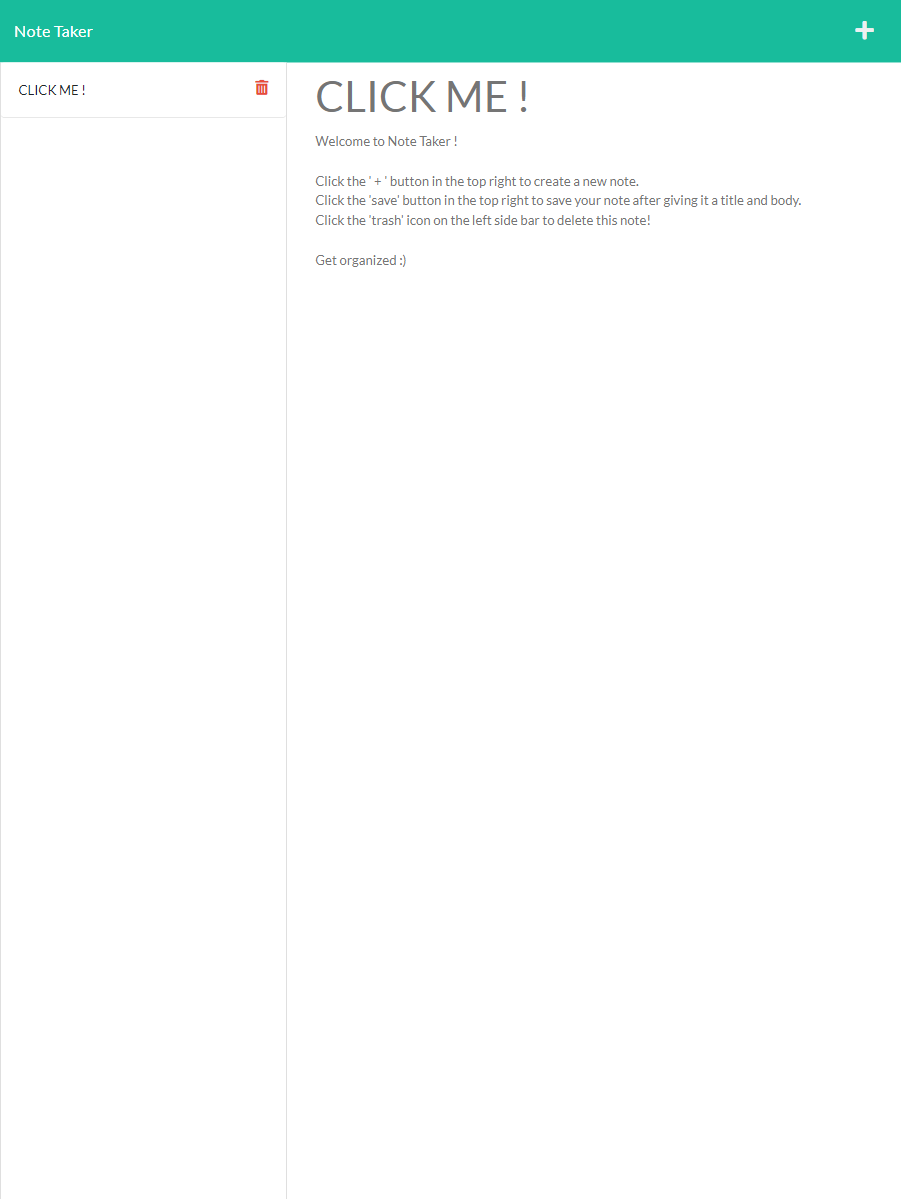 Note Taker
CLICK ME !
CLICK ME !
Welcome to Note Taker !
Click the ' + ' button in the top right to create a new note.
Click the 'save' button in the top right to save your note after giving it a title and body.
Click the 'trash' icon on the left side bar to delete this note!
Get organized :)